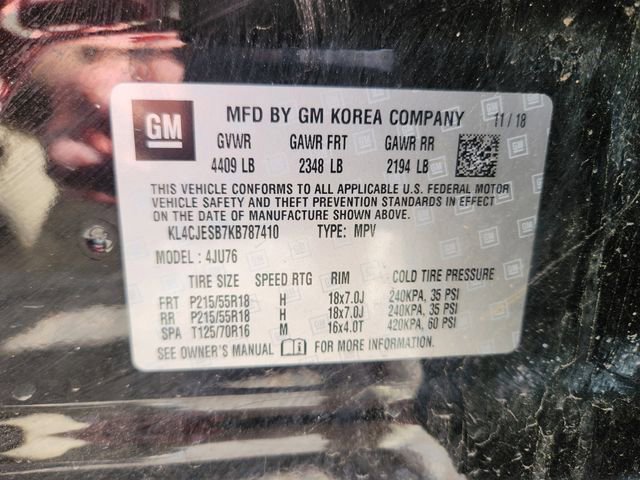 GM MFD BY GM KOREA COMPANY 11/18
GVWR GAWR FRT GAWR RR
4409 LB 2348 LB 2194 LB
THIS VEHICLE CONFORMS TO ALL APPLICABLE U.S. FEDERAL MOTOR
VEHICLE SAFETY AND THEFT PREVENTION STANDARDS IN EFFECT ON
THE DATE OF MANUFACTURE SHOWN ABOVE.
KL4CJESB7KB787410 TYPE: MPV
MODEL: 4JU76
TIRE SIZE SPEED RTG RIM COLD TIRE PRESSURE
FRT P215/55R18 H 18x7.0J 240KPA, 35 PSI
RR P215/55R18 H 18x7.0J 240KPA, 35 PSI
SPA T125/70R16 M 16x4.0T 420KPA, 60 PSI
SEE OWNER'S MANUAL FOR MORE INFORMATION.